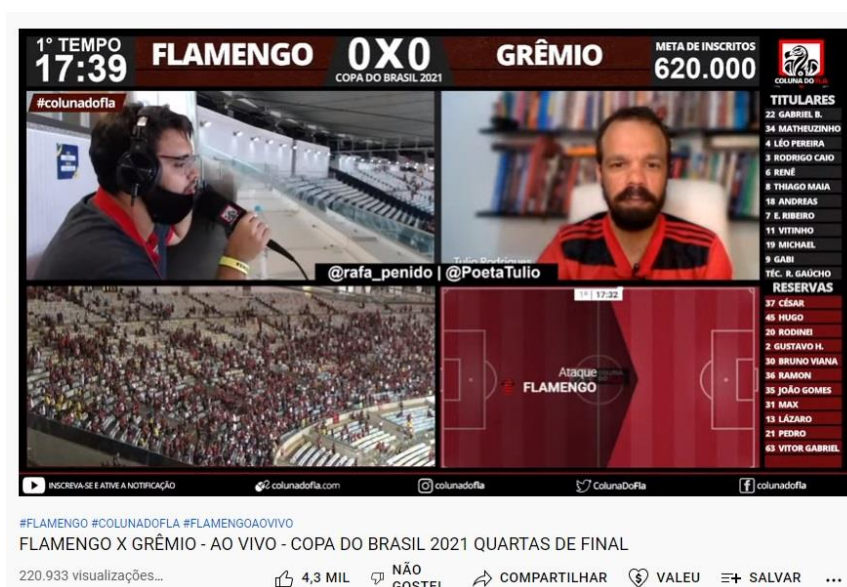 1º TEMPO
17:39
FLAMENGO 0X0 GRÊMIO
COPA DO BRASIL 2021
META DE INSCRITOS
620.000
COLUNA DO FLA
#colunadofla
Tulio Rodrigues
@rafa_penido | @PoetaTulio
1º 17:32
Ataque
FLAMENGO
TITULARES
22 GABRIEL B.
34 MATHEUZINHO
4 LÉO PEREIRA
3 RODRIGO CAIO
6 RENÊ
8 THIAGO MAIA
18 ANDREAS
7 E. RIBEIRO
11 VITINHO
19 MICHAEL
9 GABI
TÉC. R. GAÚCHO
RESERVAS
37 CÉSAR
45 HUGO
20 RODINEI
2 GUSTAVO H.
30 BRUNO VIANA
36 RAMON
35 JOÃO GOMES
31 MAX
13 LÁZARO
21 PEDRO
63 VITOR GABRIEL
INSCREVA-SE E ATIVE A NOTIFICAÇÃO
colunadofla.com
colunadofla
ColunaDoFla
colunadofla
#FLAMENGO #COLUNADOFLA #FLAMENGOAOVIVO
FLAMENGO X GRÊMIO - AO VIVO - COPA DO BRASIL 2021 QUARTAS DE FINAL
220.933 visualizações...
4,3 MIL
NÃO
GOSTEI
COMPARTILHAR
VALEU
SALVAR
...